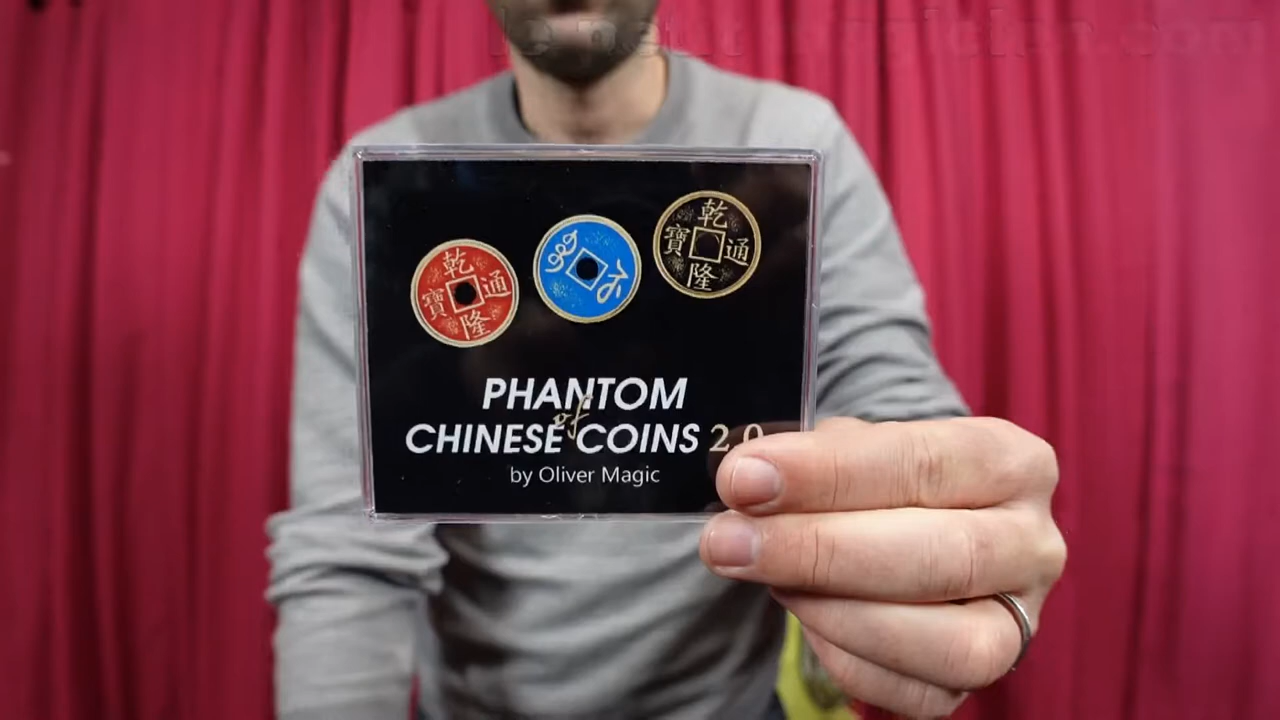 乾
隆
通
寶
乾
隆
通
寶
PHANTOM
of
CHINESE COINS 2.0
by Oliver Magic